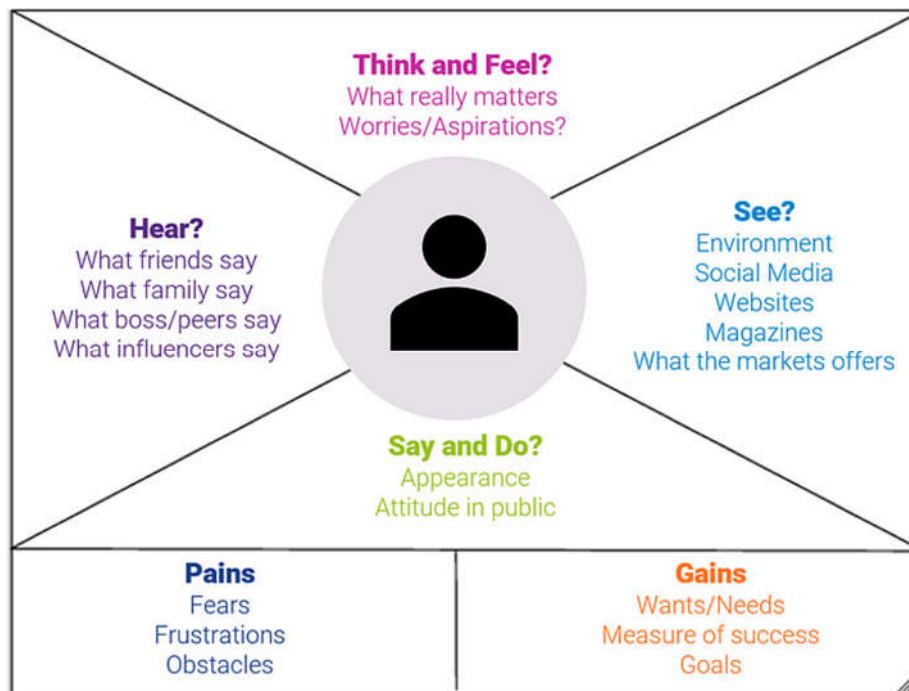 Think and Feel?
What really matters
Worries/Aspirations?
Hear?
What friends say
What family say
What boss/peers say
What influencers say
See?
Environment
Social Media
Websites
Magazines
What the markets offers
Say and Do?
Appearance
Attitude in public
Pains
Fears
Frustrations
Obstacles
Gains
Wants/Needs
Measure of success
Goals